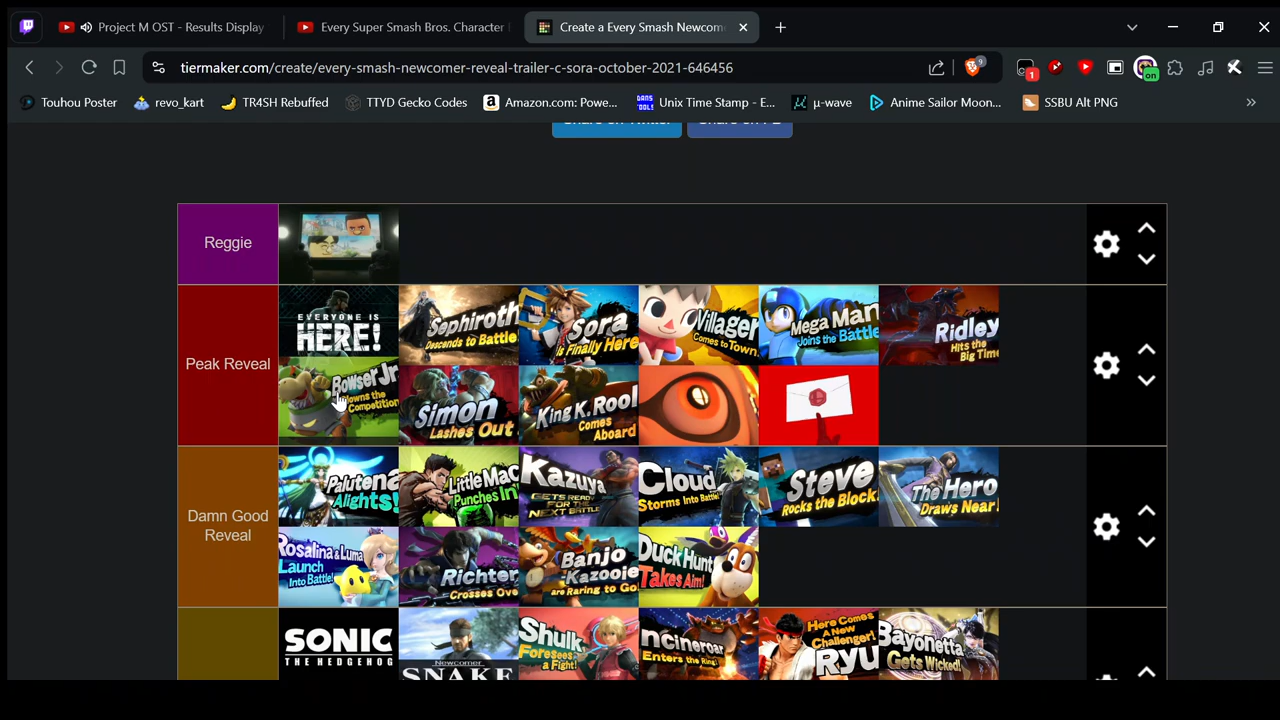 Project M OST - Results Display
Every Super Smash Bros. Character
Create a Every Smash Newcom
tiermaker.com/create/every-smash-newcomer-reveal-trailer-c-sora-october-2021-646456
1
on
Touhou Poster
revo_kart
TR4SH Rebuffed
TTYD Gecko Codes
Amazon.com: Powe...
DANS TOOLS
Unix Time Stamp - E...
μ-wave
Anime Sailor Moon...
SSBU Alt PNG
Reggie
Peak Reveal
EVERYONE IS
HERE!
Sephiroth
Descends to Battle!
Sora
is Finally Here
Villager
Comes to Town.
Mega Man
Joins the Battle
Ridley
Hits the
Big Time
Bowser Jr
Clowns the
Competition
Simon
Lashes Out
King K. Rool
Comes
Aboard
Damn Good
Reveal
Palutena
Alights!
Little Mac
Punches In
Kazuya
GETS READY
FOR THE
NEXT BATTLE
Cloud
Storms Into Battle!
Steve
Rocks the Block!
The Hero
Draws Near!
Rosalina & Luma
Launch
Into Battle!
Richter
Crosses Over
Banjo
Kazooie
are Raring to Go!
Duck Hunt
Takes Aim!
SONIC
THE HEDGEHOG
Newcomer
SNAKE
Shulk
Foresees
a Fight!
Incineroar
Enters the Ring!
Here Comes
A New
Challenger!
RYU
Bayonetta
Gets Wicked!